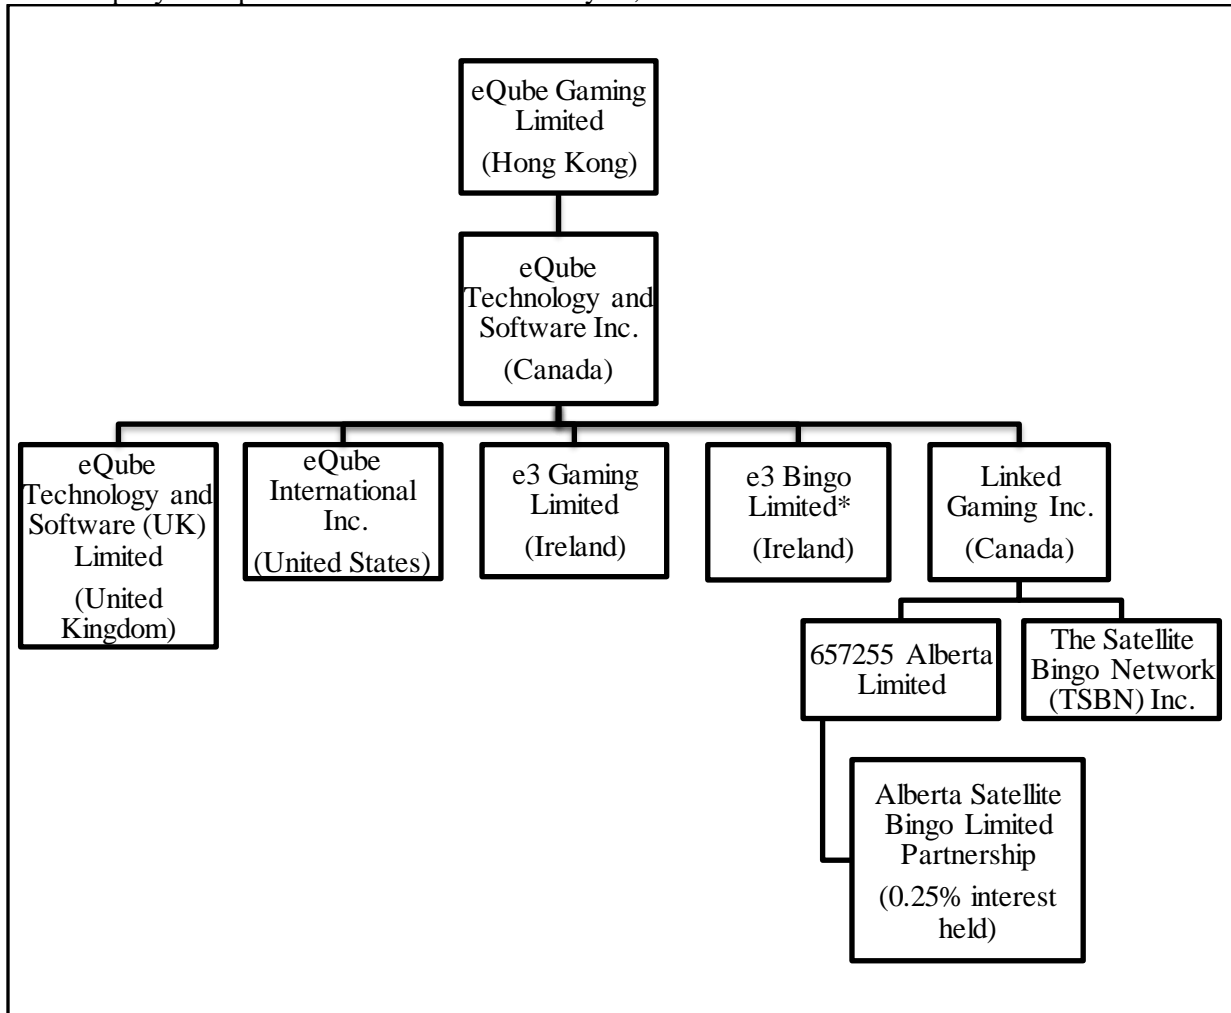 eQube Gaming
Limited
(Hong Kong)
eQube
Technology and
Software Inc.
(Canada)
eQube
Technology and
Software (UK)
Limited
(United
Kingdom)
eQube
International
Inc.
(United States)
e3 Gaming
Limited
(Ireland)
e3 Bingo
Limited*
(Ireland)
Linked
Gaming Inc.
(Canada)
657255 Alberta
Limited
The Satellite
Bingo Network
(TSBN) Inc.
Alberta Satellite
Bingo Limited
Partnership
(0.25% interest
held)